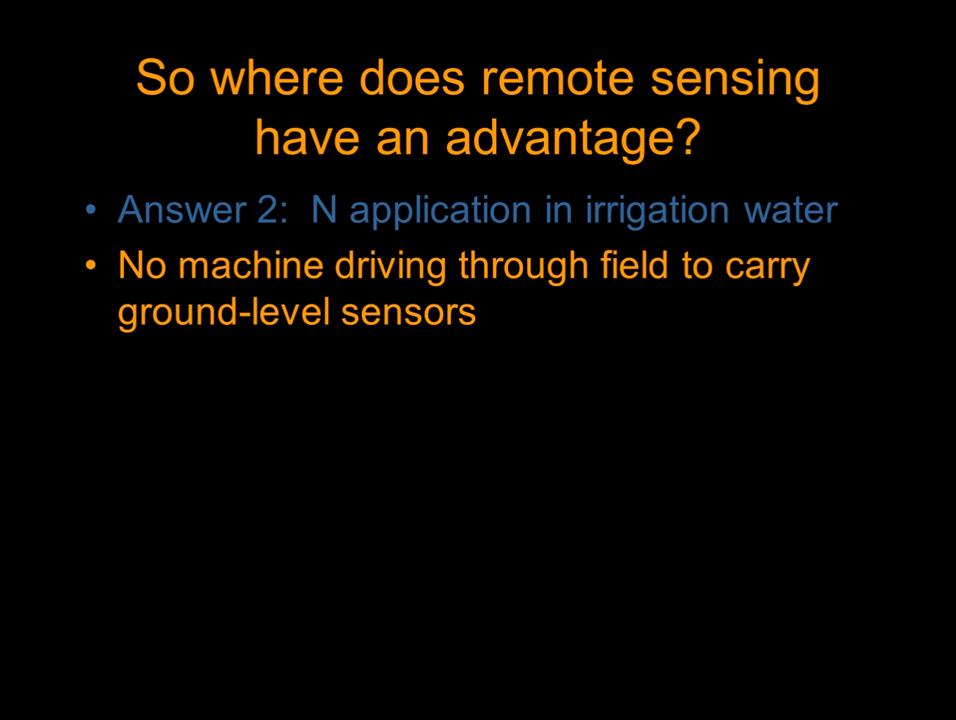 So where does remote sensing
have an advantage?
• Answer 2:  N application in irrigation water
• No machine driving through field to carry
ground-level sensors